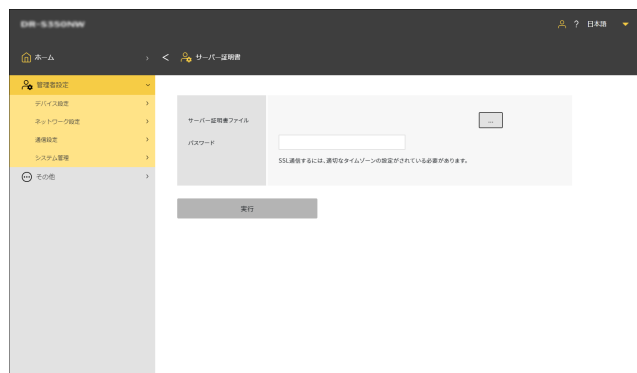 DR-S350NW
? 日本語
ホーム
サーバー証明書
管理者設定
デバイス設定
ネットワーク設定
通信設定
システム管理
その他
サーバー証明書ファイル
...
パスワード
SSL通信するには、適切なタイムゾーンの設定がされている必要があります。
実行